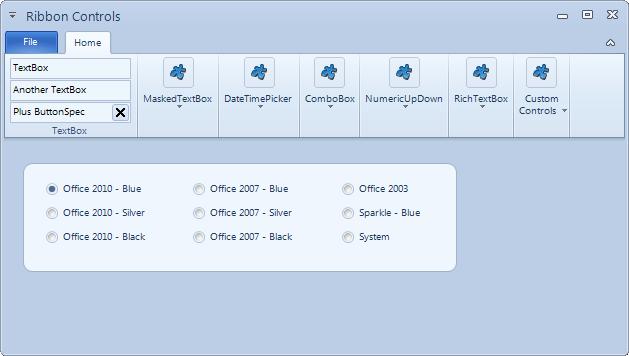 Ribbon Controls
File Home
TextBox
Another TextBox
Plus ButtonSpec
TextBox
MaskedTextBox DateTimePicker ComboBox NumericUpDown RichTextBox Custom Controls
Office 2010 - Blue Office 2007 - Blue Office 2003
Office 2010 - Silver Office 2007 - Silver Sparkle - Blue
Office 2010 - Black Office 2007 - Black System